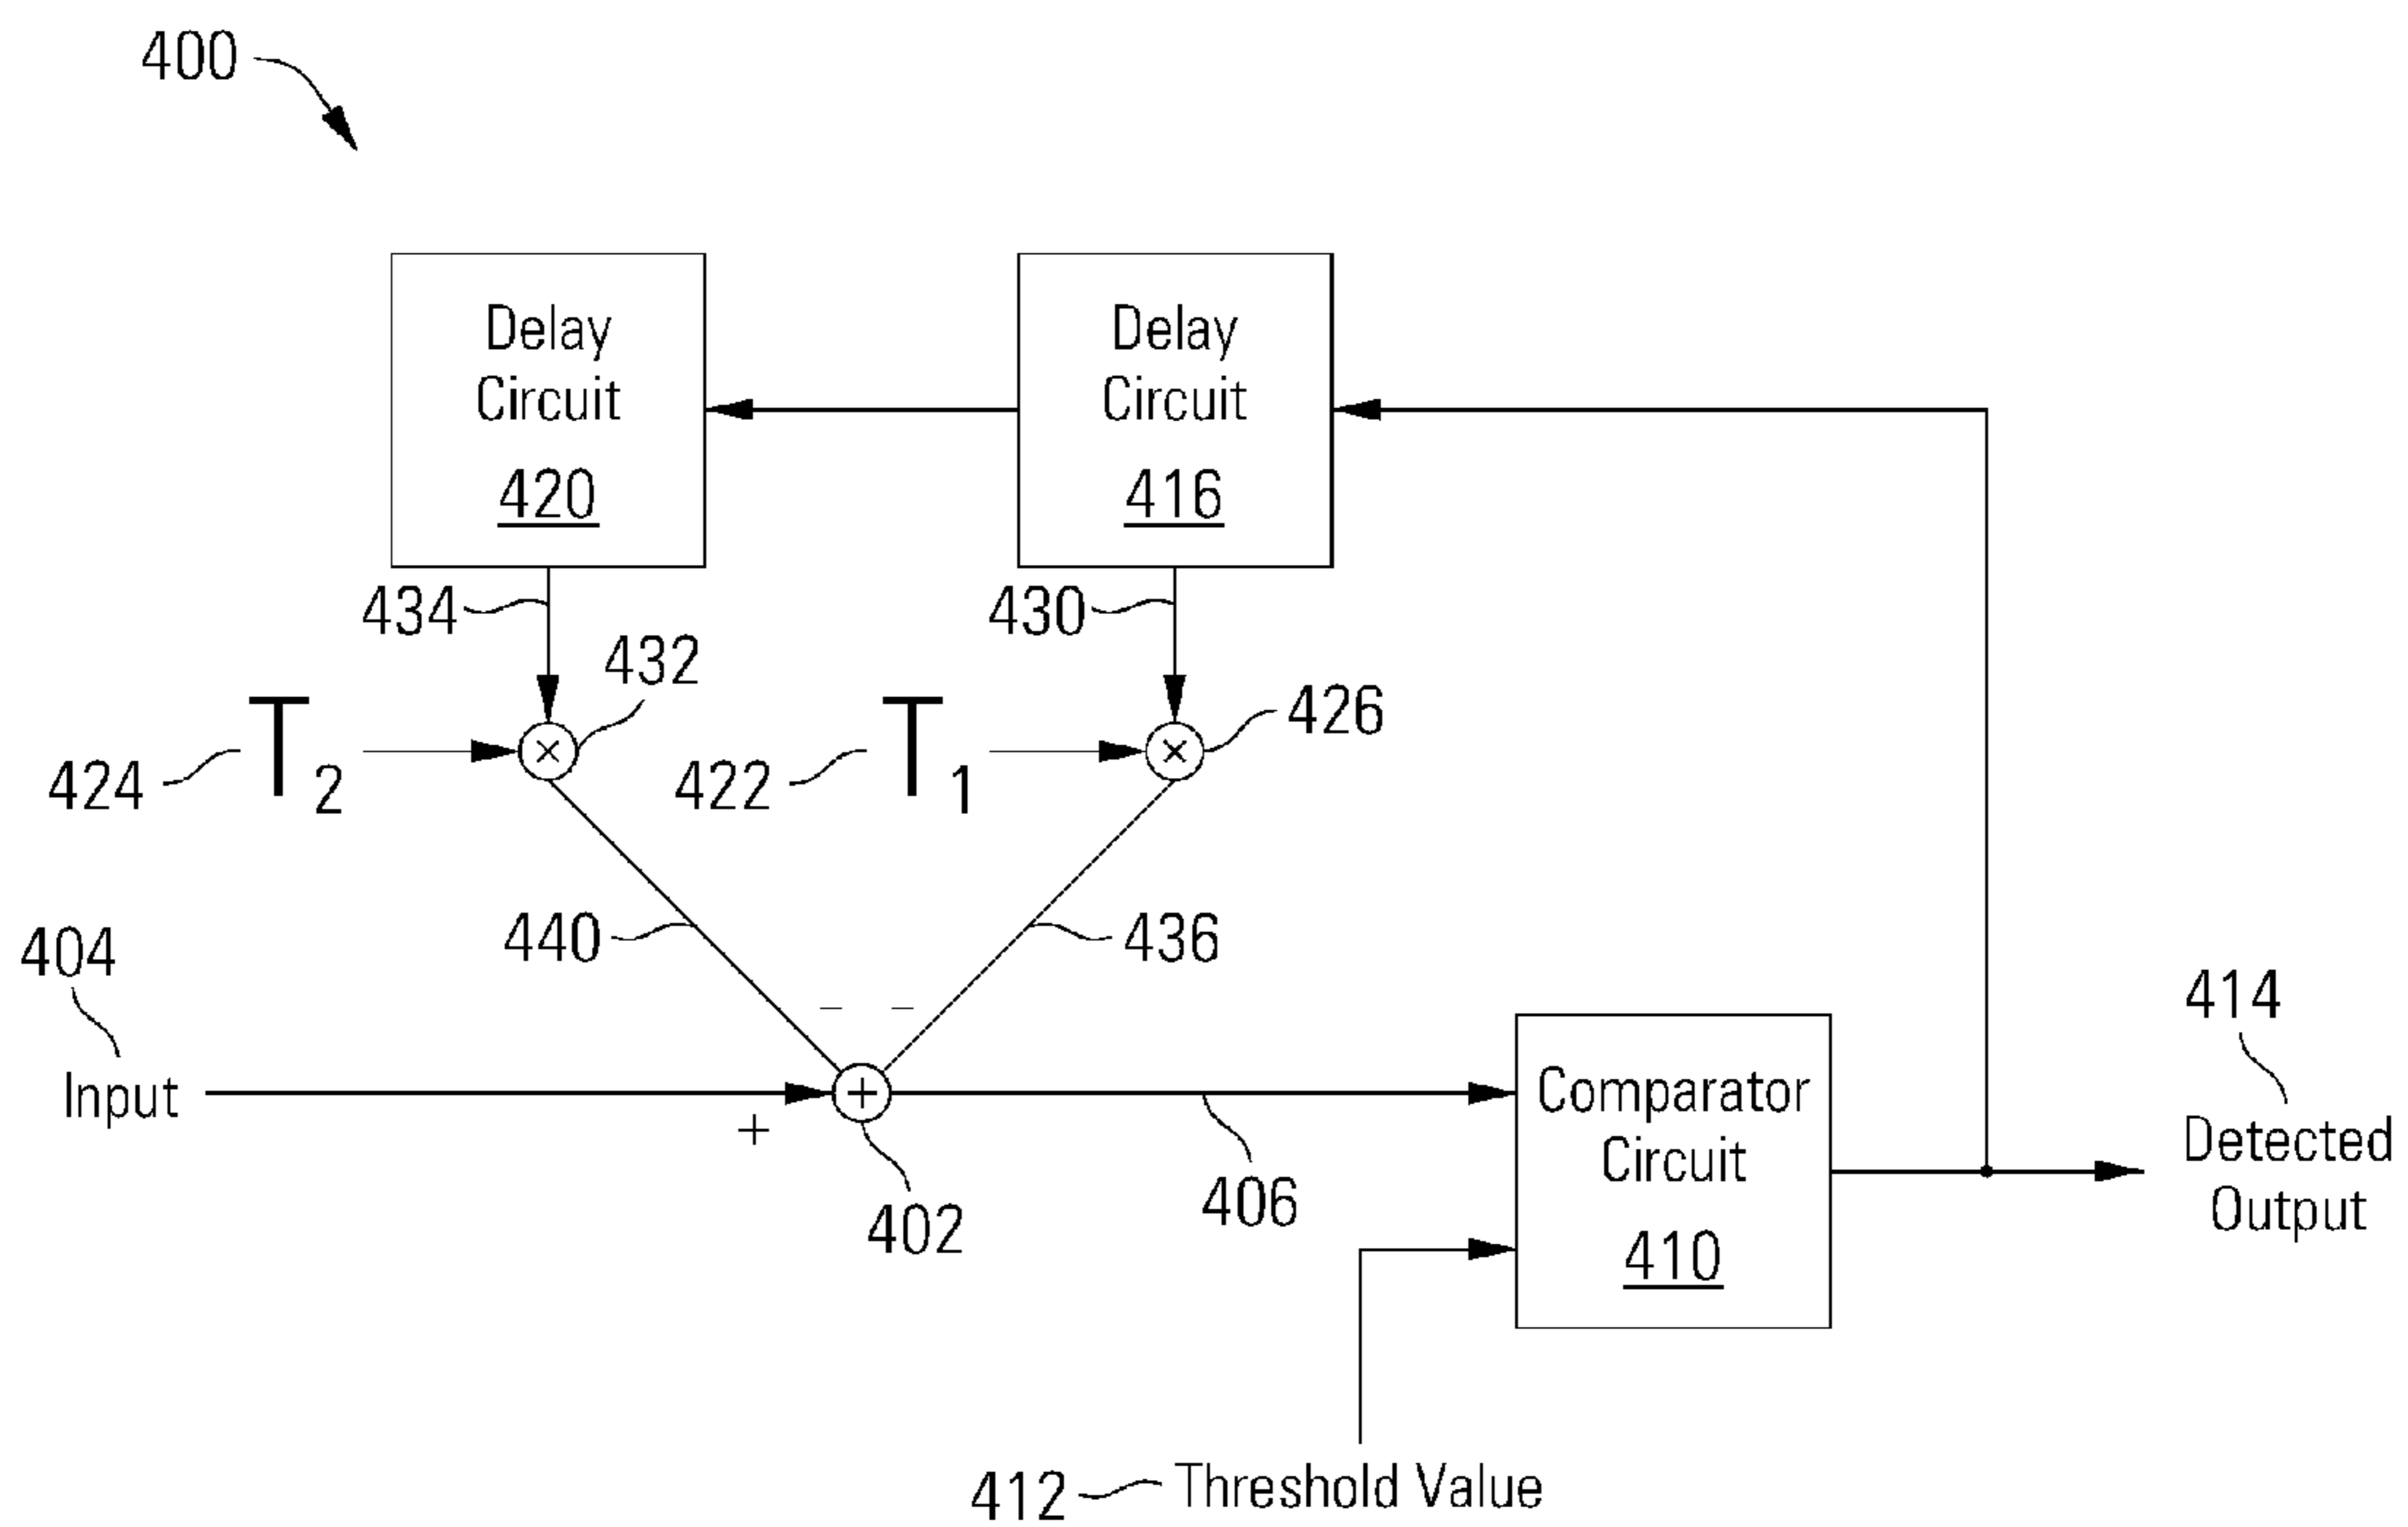 400
Delay
Circuit
420
Delay
Circuit
416
434
430
432
426
T2
T1
424
422
440
436
404
Input
− −
+
+
× ×
402
406
Comparator
Circuit
410
414
Detected
Output
412
Threshold Value